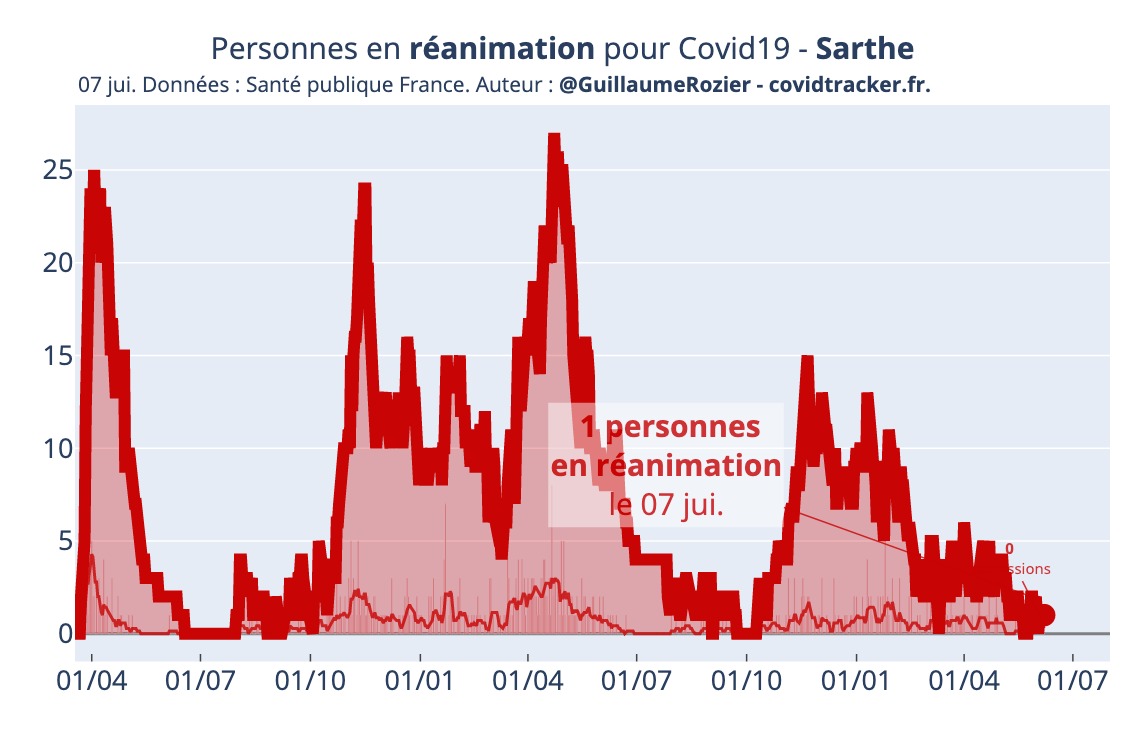 Personnes en réanimation pour Covid19 - Sarthe
07 jui. Données : Santé publique France. Auteur : @GuillaumeRozier - covidtracker.fr.
25
20
15
10
5
0
1 personnes
en réanimation
le 07 jui.
0
01/04 01/07 01/10 01/01 01/04 01/07 01/10 01/01 01/04 01/07